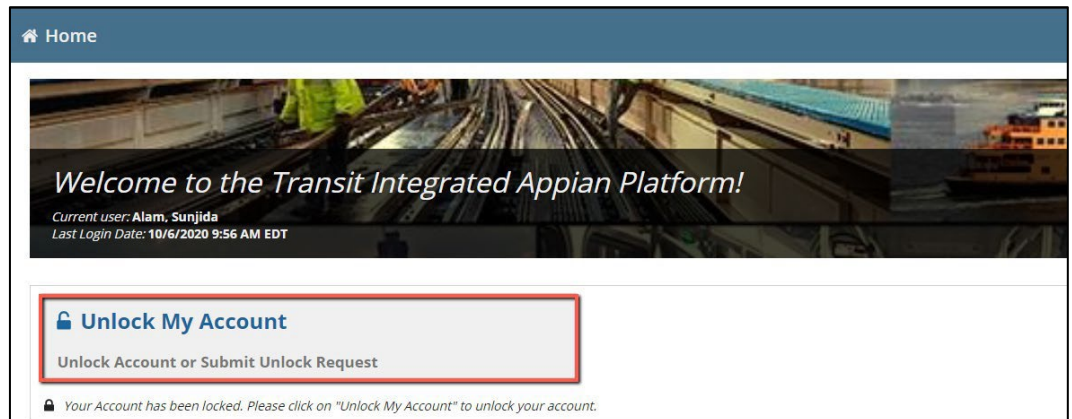 Home
Welcome to the Transit Integrated Appian Platform!
Current user: Alam, Sunjida
Last Login Date: 10/6/2020 9:56 AM EDT
Unlock My Account
Unlock Account or Submit Unlock Request
Your Account has been locked. Please click on "Unlock My Account" to unlock your account.